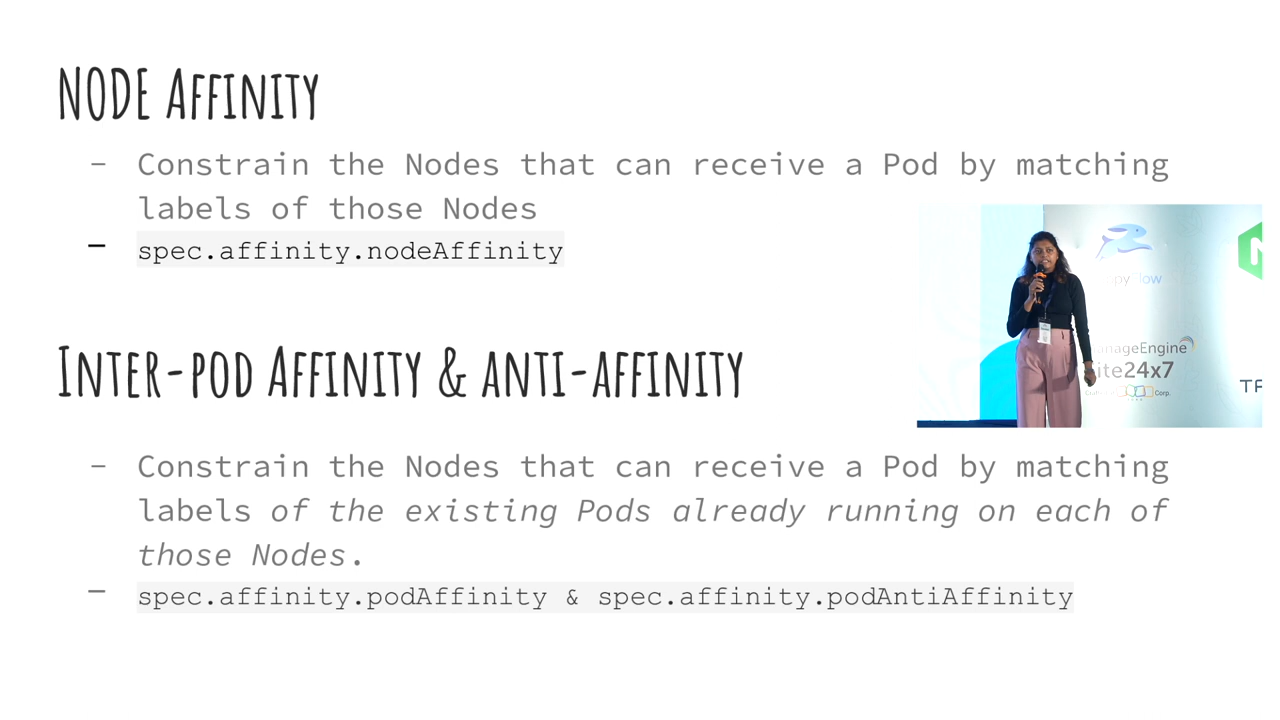 NODE Affinity
- Constrain the Nodes that can receive a Pod by matching
labels of those Nodes
- spec.affinity.nodeAffinity
Inter-pod Affinity & anti-affinity
- Constrain the Nodes that can receive a Pod by matching
labels of the existing Pods already running on each of
those Nodes.
- spec.affinity.podAffinity & spec.affinity.podAntiAffinity
anageEngine
ite24x7
Corp.